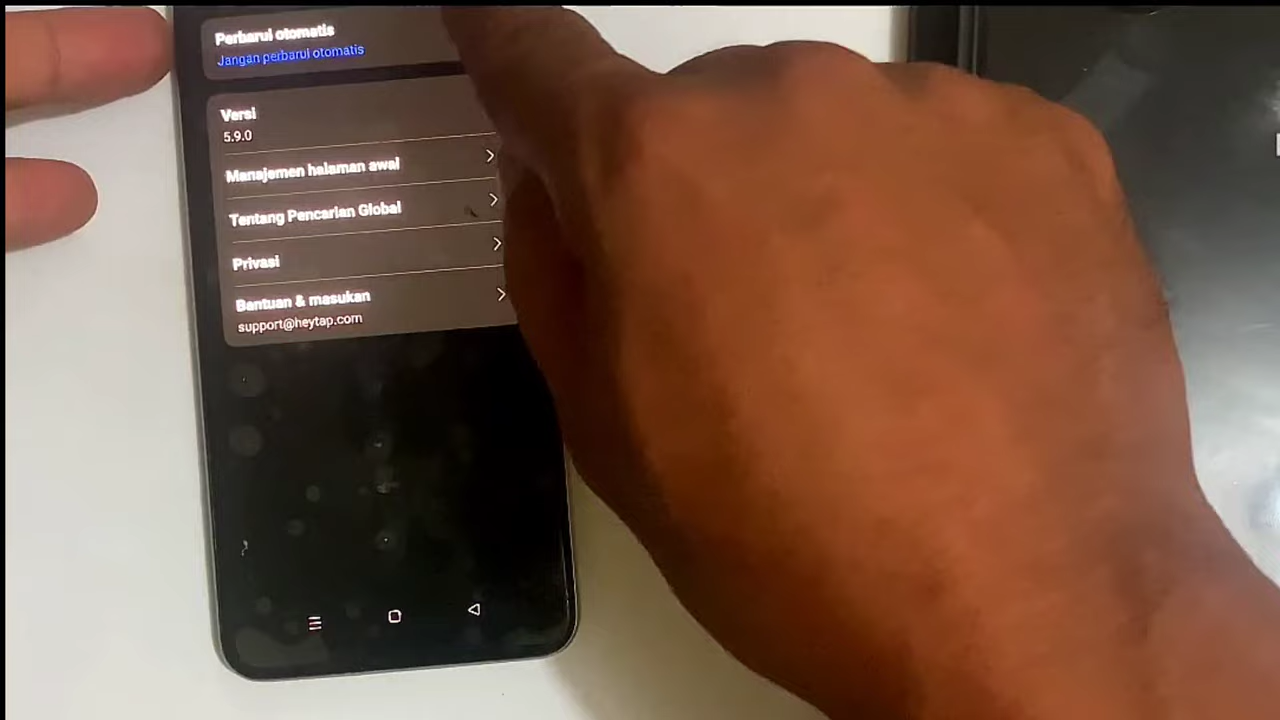 Perbarui otomatis
Jangan perbarui otomatis
Versi
5.9.0
Manajemen halaman awal
Tentang Pencarian Global
Privasi
Bantuan & masukan
support@heytap.com